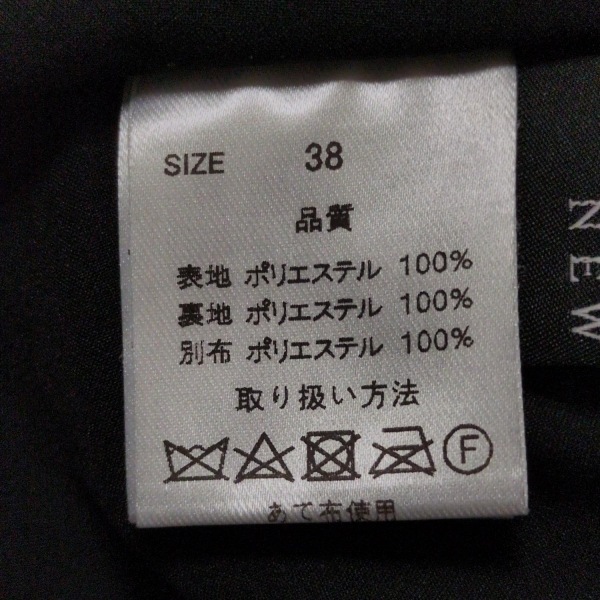 SIZE 38
品質
表地 ポリエステル 100%
裏地 ポリエステル 100%
別布 ポリエステル 100%
取り扱い方法
F
あて布使用
NEW